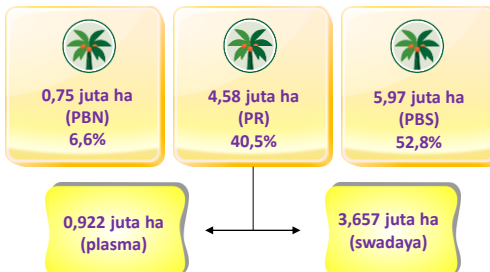 0,75 juta ha
(PBN)
6,6%
4,58 juta ha
(PR)
40,5%
5,97 juta ha
(PBS)
52,8%
0,922 juta ha
(plasma)
3,657 juta ha
(swadaya)